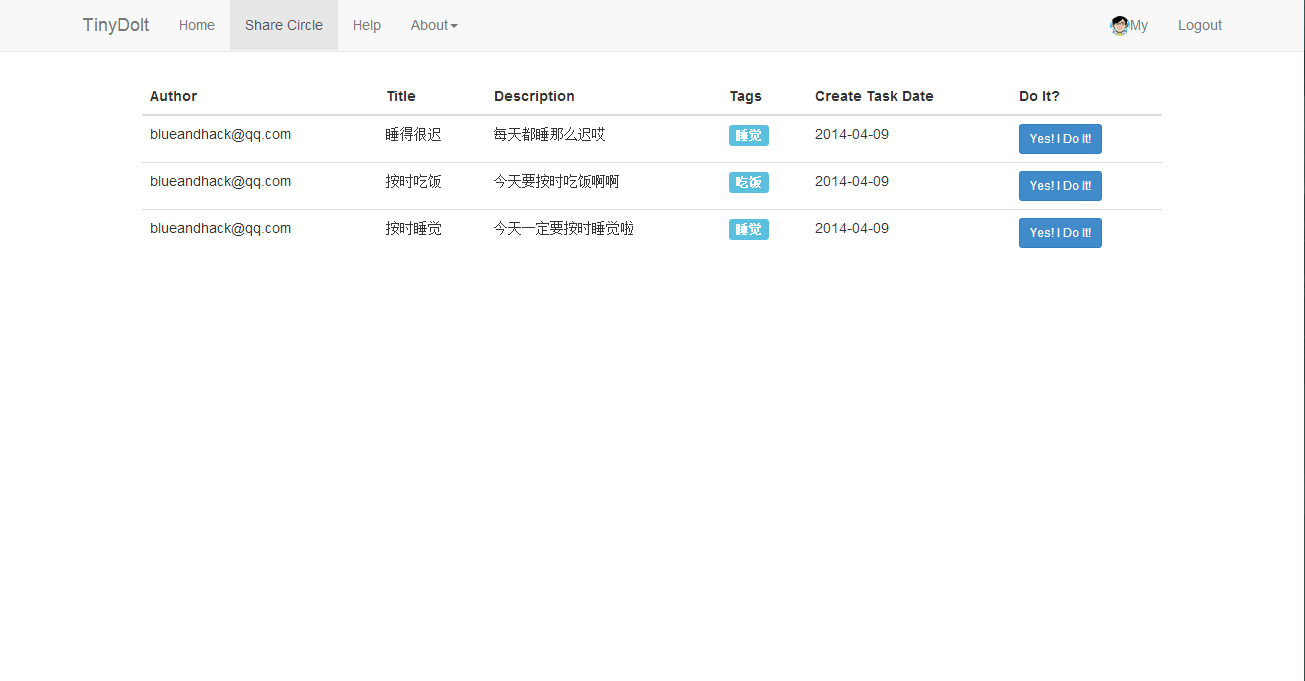 TinyDoIt Home Share Circle Help About My Logout
Author Title Description Tags Create Task Date Do It?
blueandhack@qq.com 睡得很迟 每天都睡那么迟哎 睡觉 2014-04-09 Yes! I Do It!
blueandhack@qq.com 按时吃饭 今天要按时吃饭啊啊 吃饭 2014-04-09 Yes! I Do It!
blueandhack@qq.com 按时睡觉 今天一定要按时睡觉啦 睡觉 2014-04-09 Yes! I Do It!